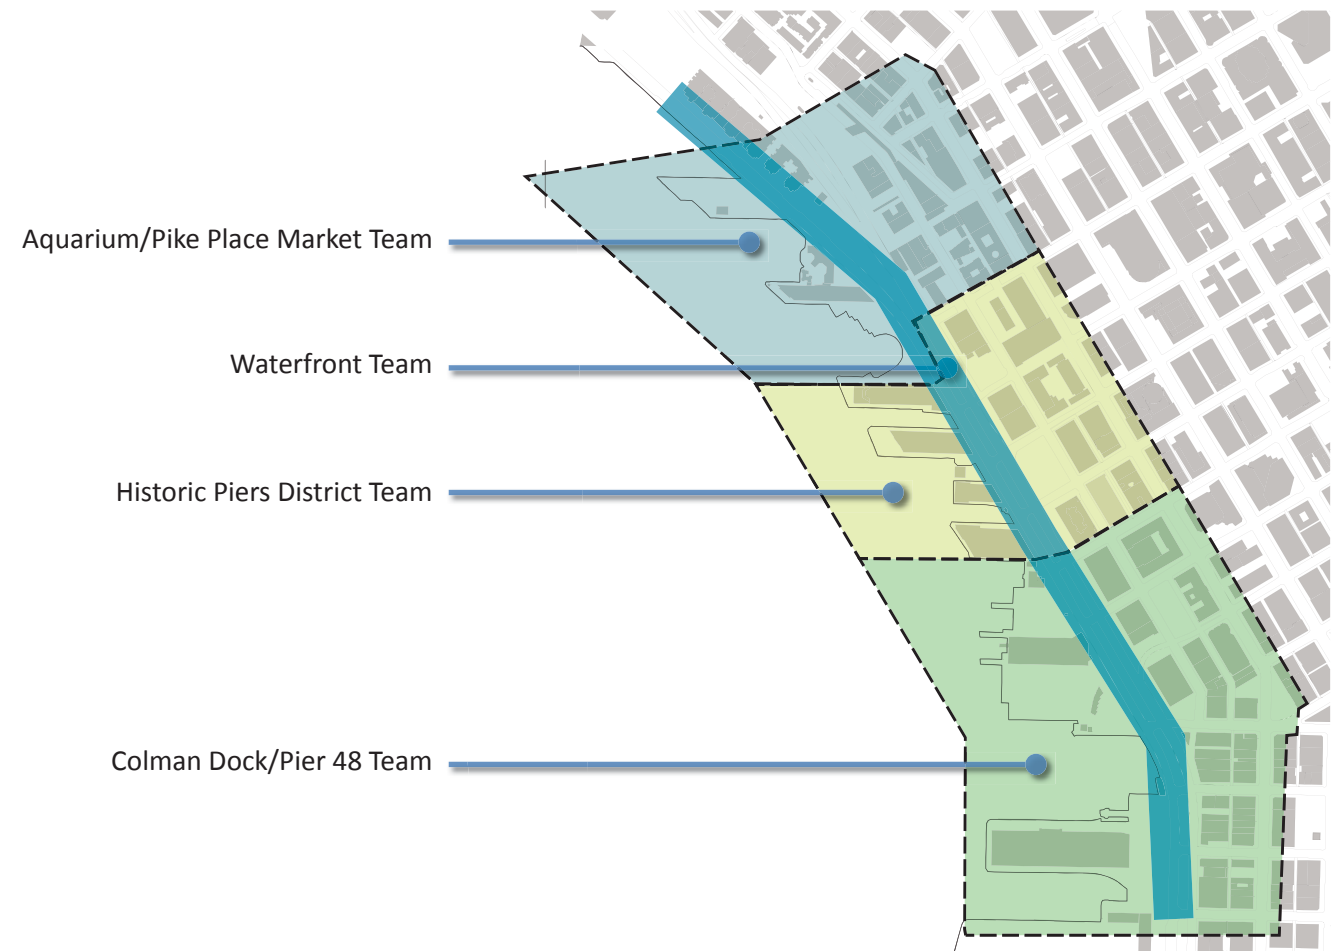 Aquarium/Pike Place Market Team
Waterfront Team
Historic Piers District Team
Colman Dock/Pier 48 Team